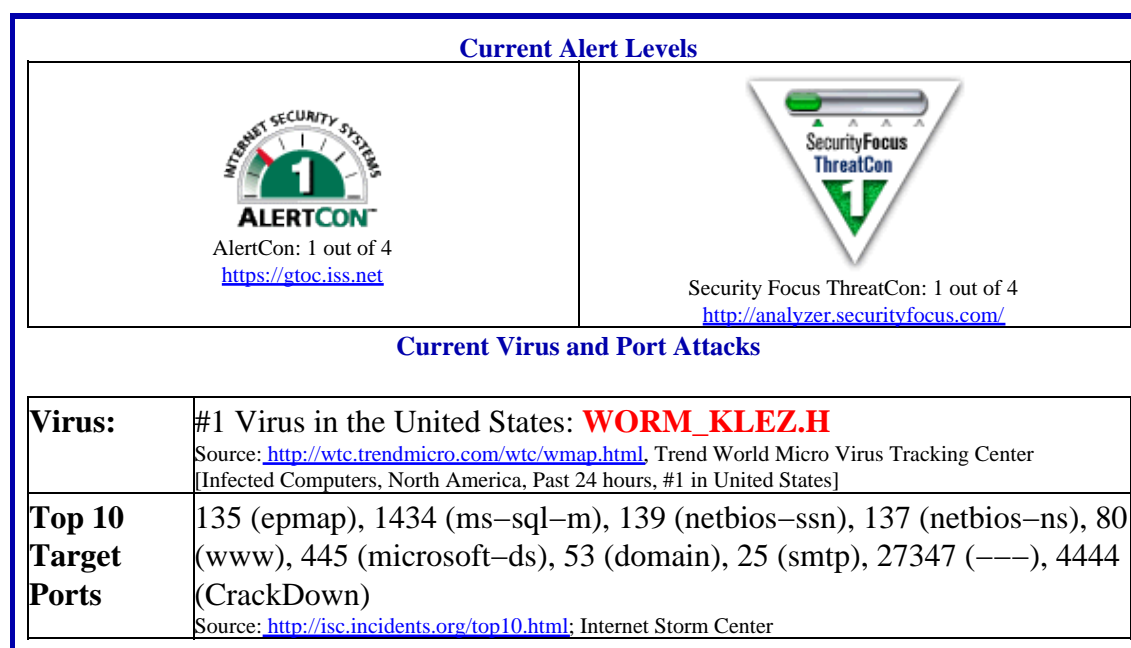 Current Alert Levels
INTERNET SECURITY SYSTEMS
1
ALERTCON™
AlertCon: 1 out of 4
https://gtoc.iss.net
SecurityFocus
ThreatCon
1
Security Focus ThreatCon: 1 out of 4
http://analyzer.securityfocus.com/
Current Virus and Port Attacks
Virus:
#1 Virus in the United States: WORM_KLEZ.H
Source: http://wtc.trendmicro.com/wtc/wmap.html, Trend World Micro Virus Tracking Center
[Infected Computers, North America, Past 24 hours, #1 in United States]
Top 10
Target
Ports
135 (epmap), 1434 (ms−sql−m), 139 (netbios−ssn), 137 (netbios−ns), 80
(www), 445 (microsoft−ds), 53 (domain), 25 (smtp), 27347 (−−−), 4444
(CrackDown)
Source: http://isc.incidents.org/top10.html; Internet Storm Center